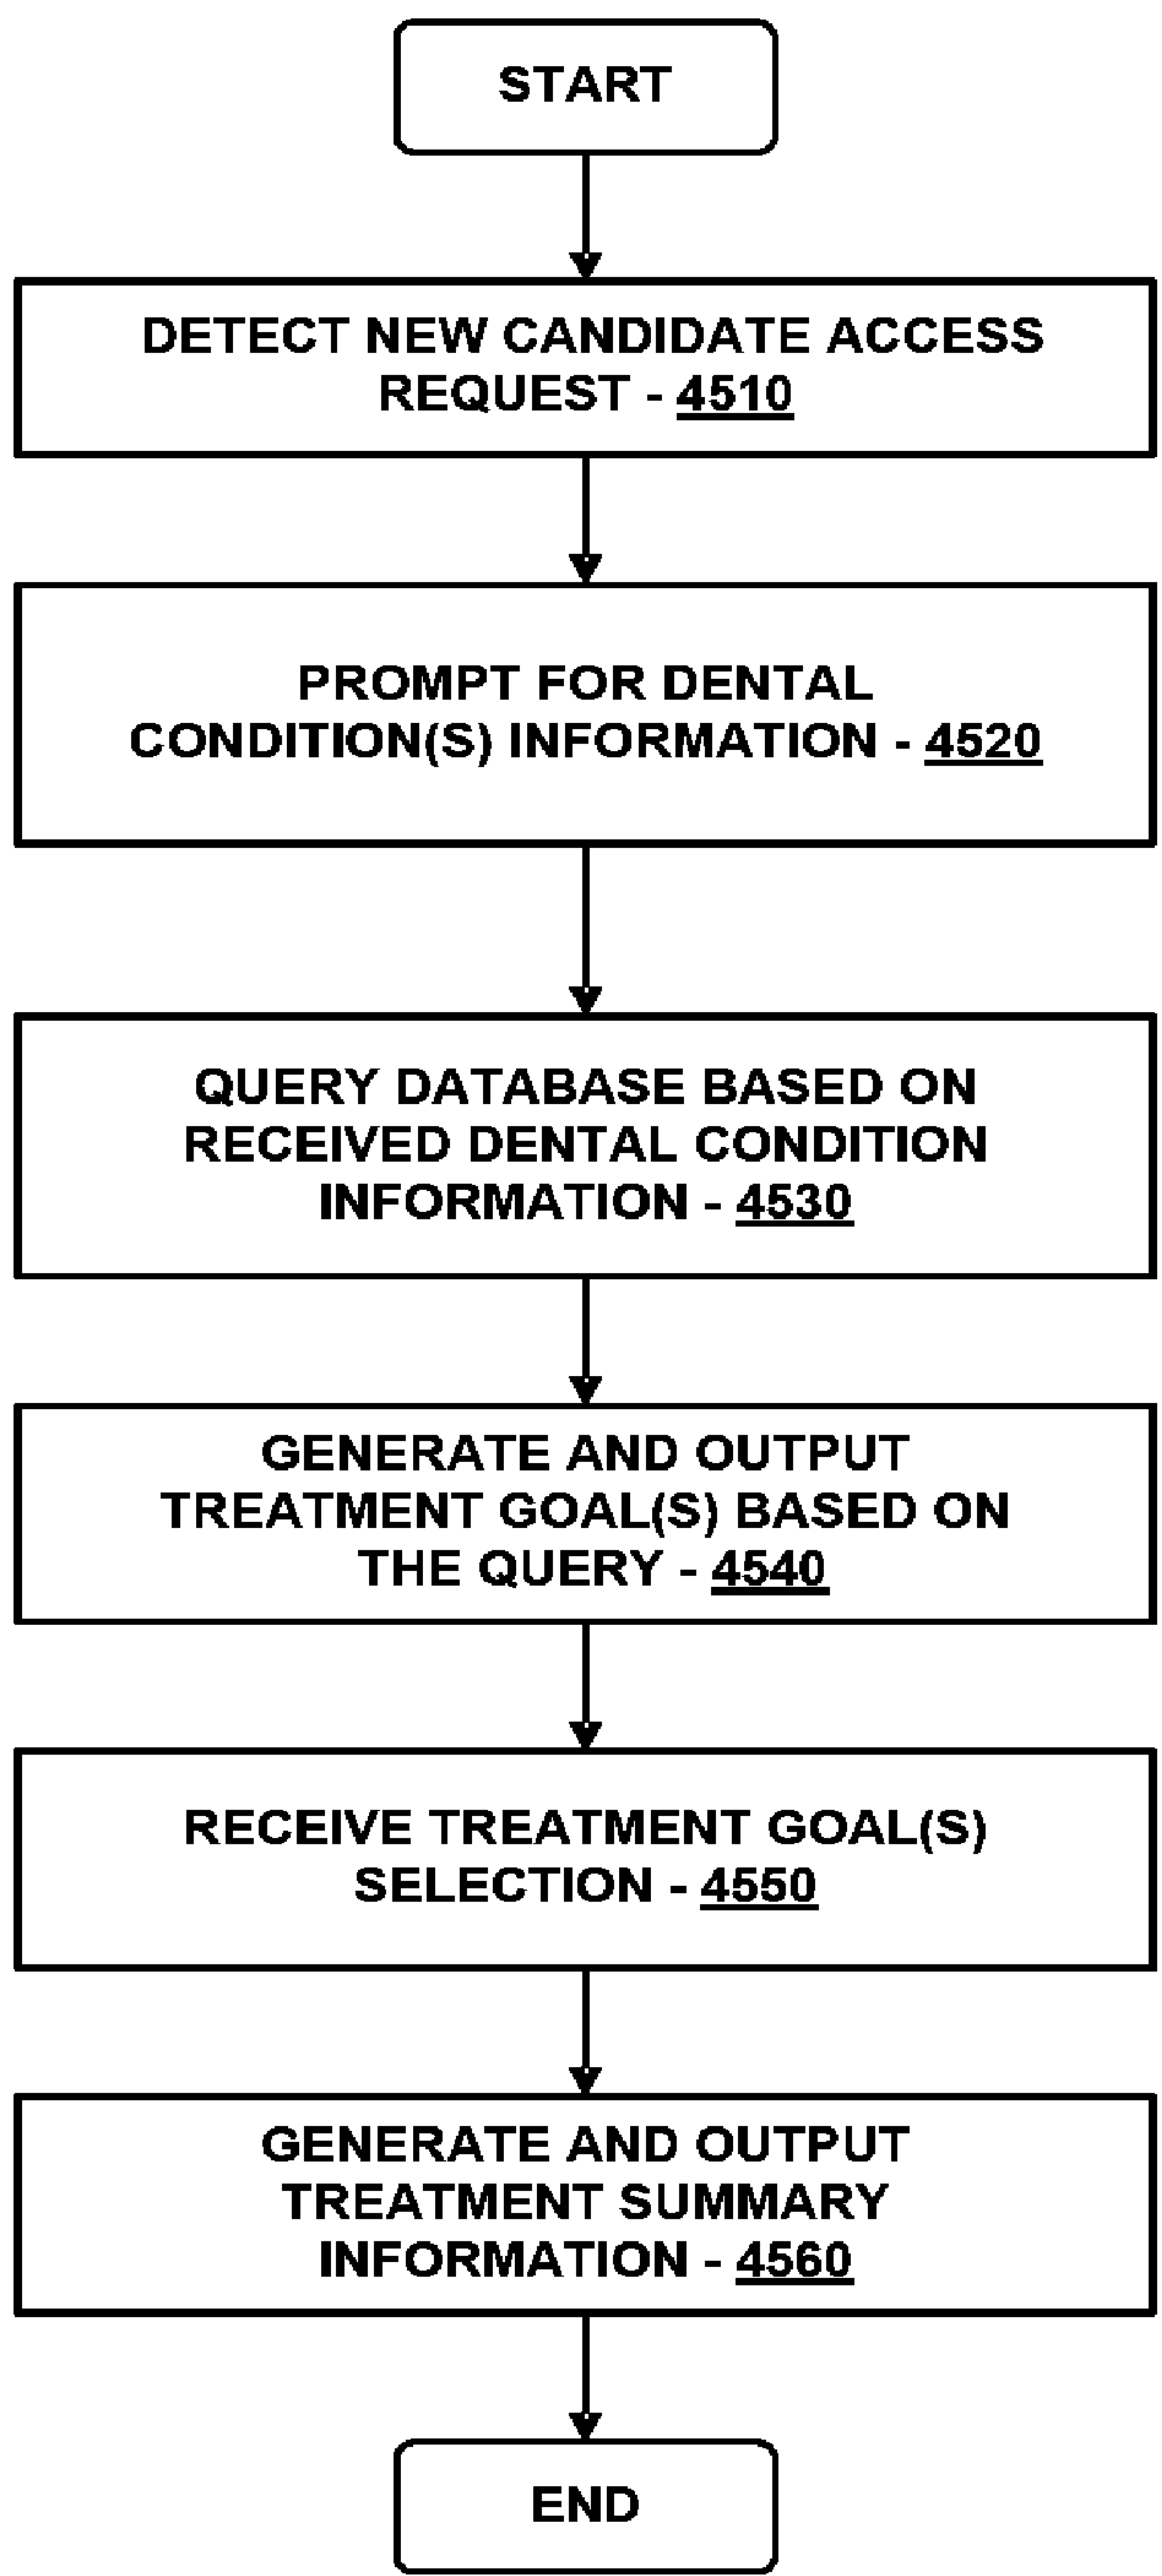 START
DETECT NEW CANDIDATE ACCESS
REQUEST - 4510
PROMPT FOR DENTAL
CONDITION(S) INFORMATION - 4520
QUERY DATABASE BASED ON
RECEIVED DENTAL CONDITION
INFORMATION - 4530
GENERATE AND OUTPUT
TREATMENT GOAL(S) BASED ON
THE QUERY - 4540
RECEIVE TREATMENT GOAL(S)
SELECTION - 4550
GENERATE AND OUTPUT
TREATMENT SUMMARY
INFORMATION - 4560
END